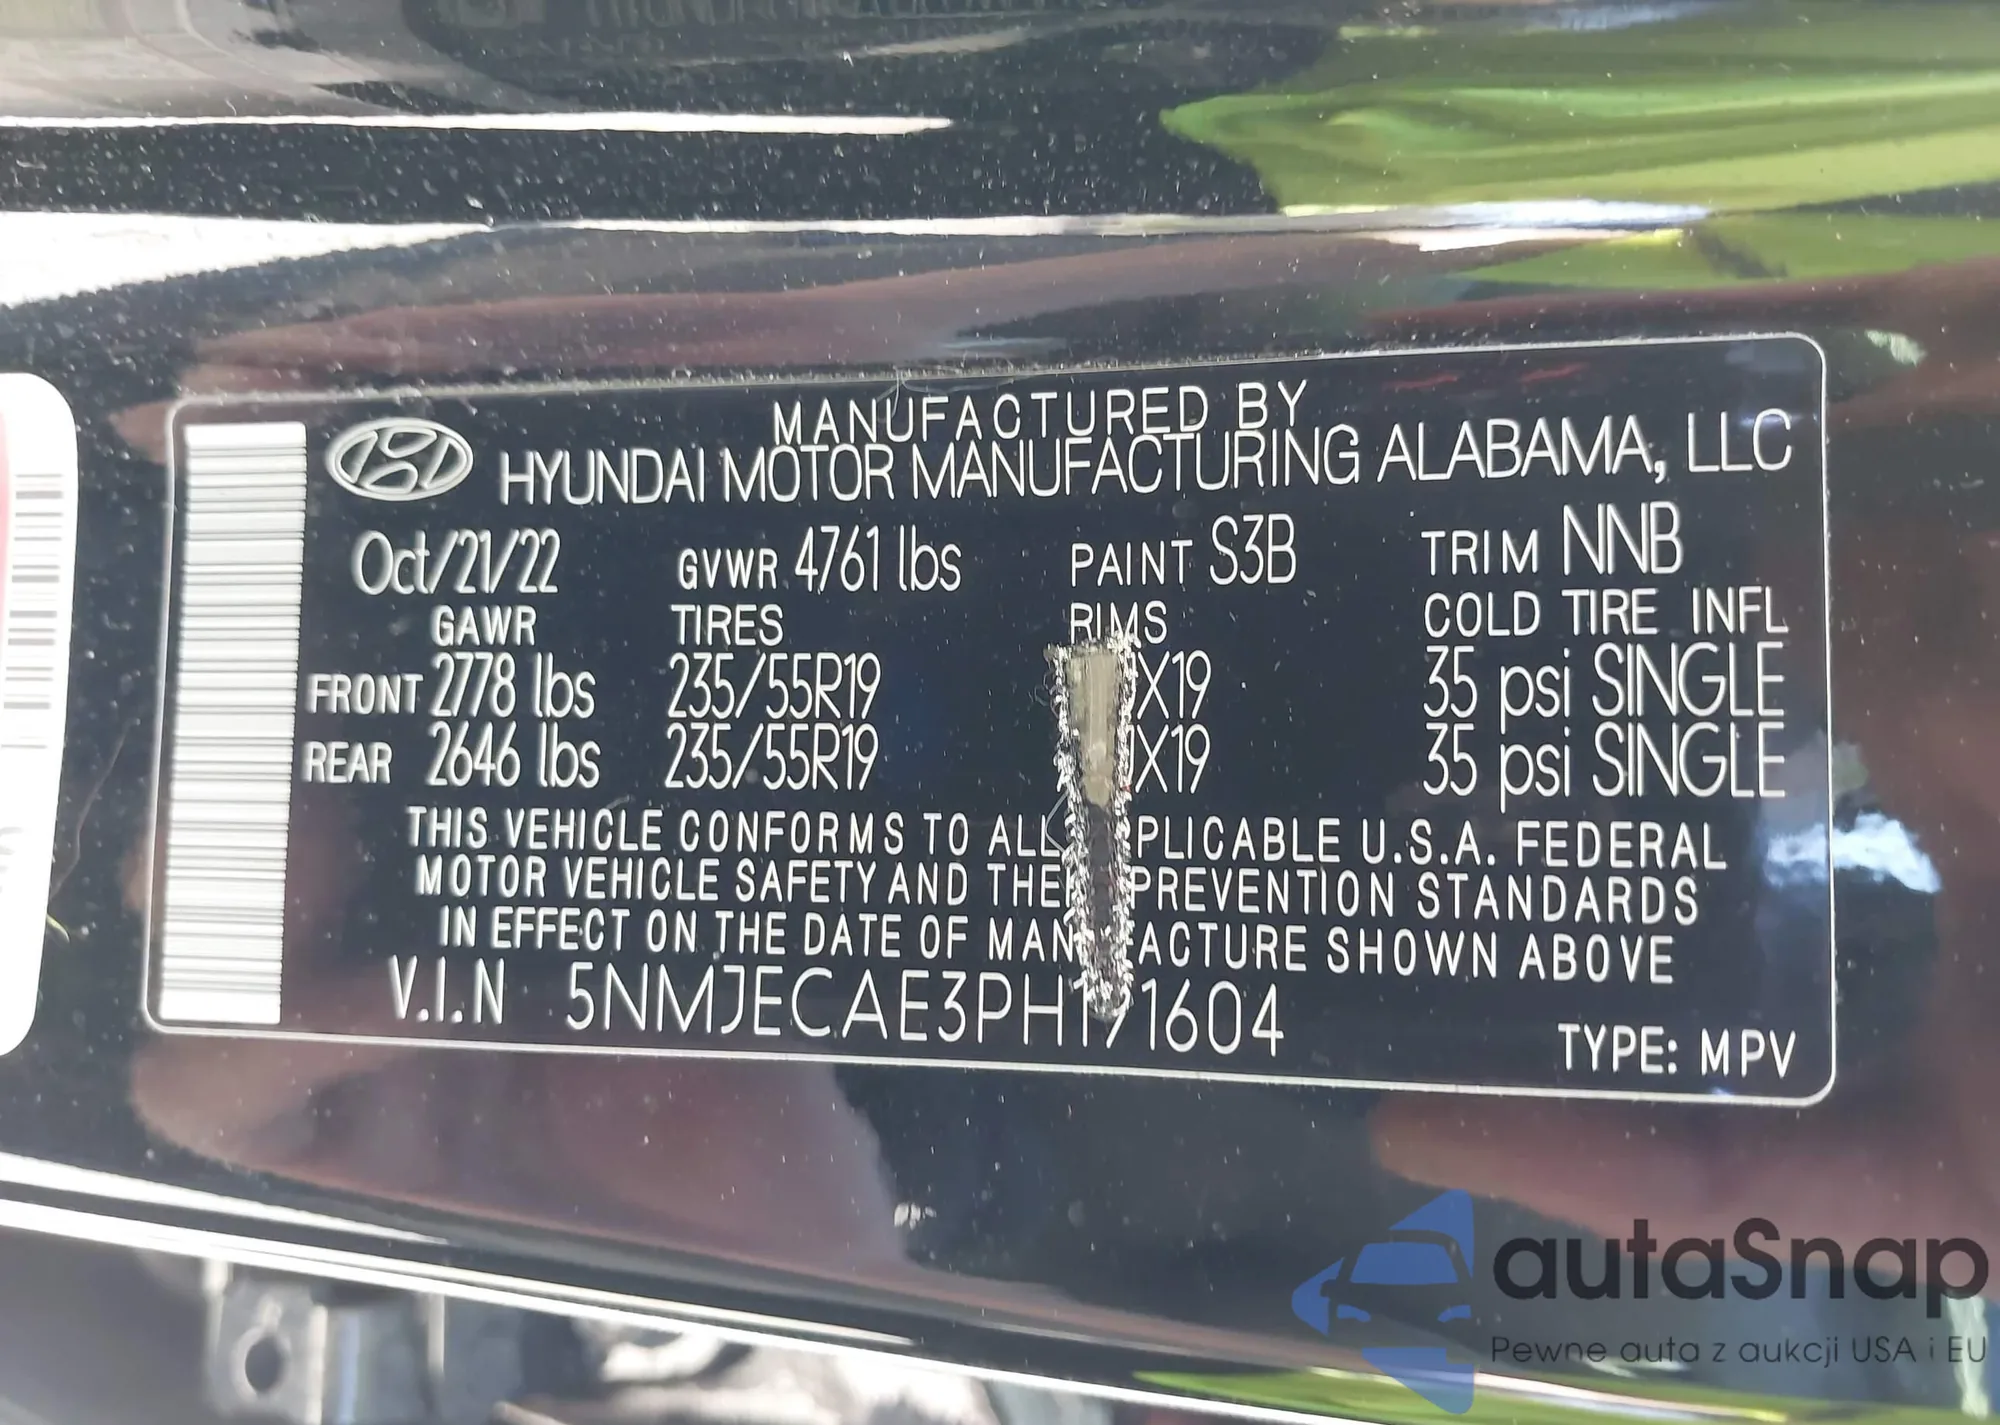 MANUFACTURED BY
HYUNDAI MOTOR MANUFACTURING ALABAMA, LLC
Oct/21/22 GVWR 4761 lbs PAINT S3B TRIM NNB
GAWR TIRES RIMS COLD TIRE INFL
FRONT 2778 lbs 235/55R19 X19 35 psi SINGLE
REAR 2646 lbs 235/55R19 X19 35 psi SINGLE
THIS VEHICLE CONFORMS TO ALL PLICABLE U.S.A. FEDERAL
MOTOR VEHICLE SAFETY AND THE PREVENTION STANDARDS
IN EFFECT ON THE DATE OF MAN ACTURE SHOWN ABOVE
V.I.N 5NMJECAE3PH191604
TYPE: MPV
autaSnap
Pewne auta z aukcji USA i EU